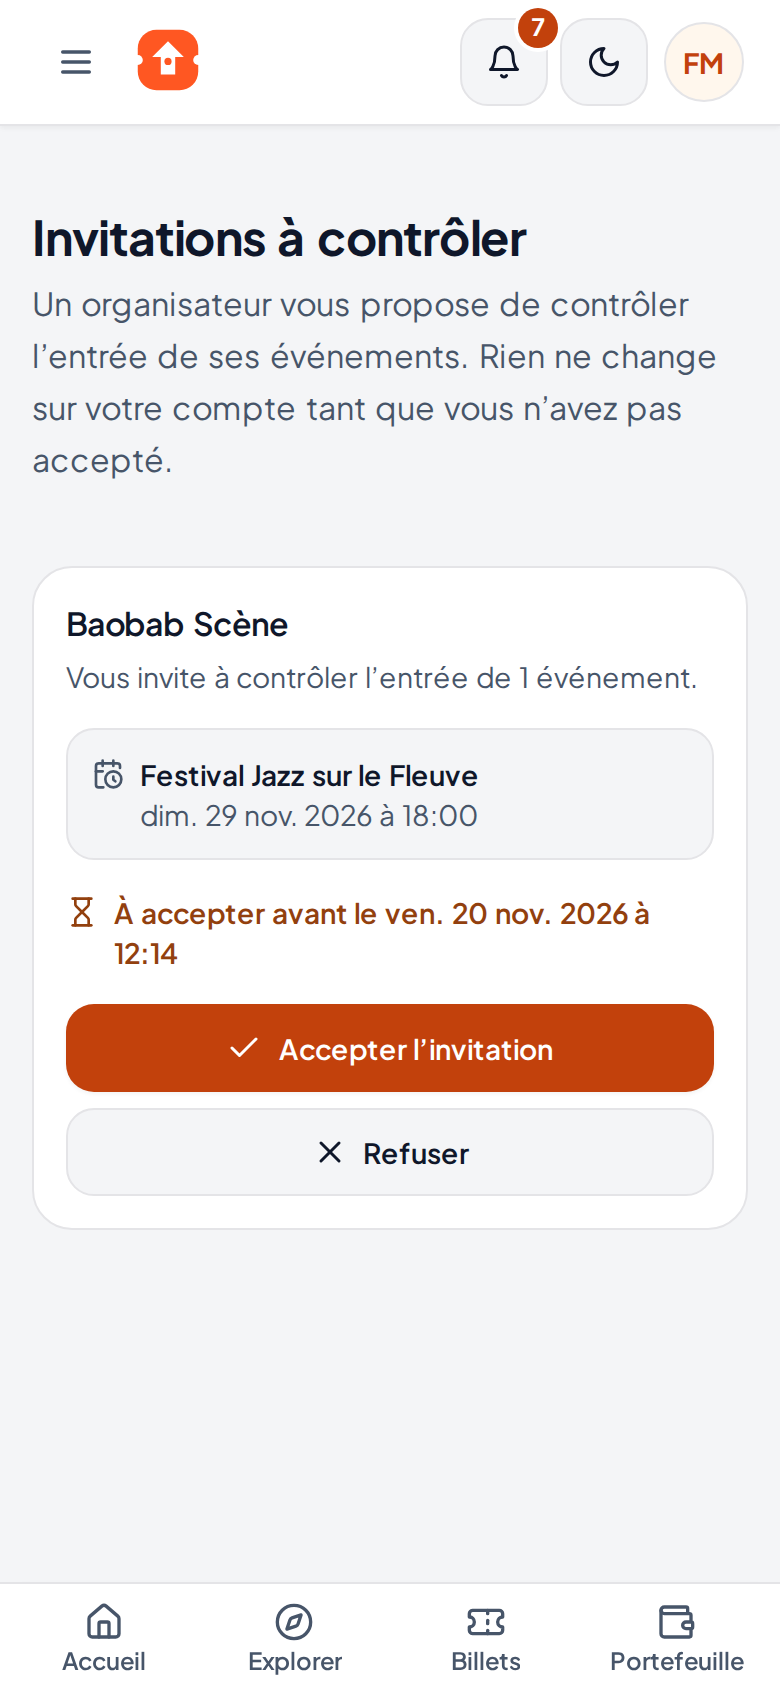 7
FM
Invitations à contrôler
Un organisateur vous propose de contrôler
l’entrée de ses événements. Rien ne change
sur votre compte tant que vous n’avez pas
accepté.
Baobab Scène
Vous invite à contrôler l’entrée de 1 événement.
Festival Jazz sur le Fleuve
dim. 29 nov. 2026 à 18:00
À accepter avant le ven. 20 nov. 2026 à
12:14
Accepter l’invitation
Refuser
Accueil
Explorer
Billets
Portefeuille